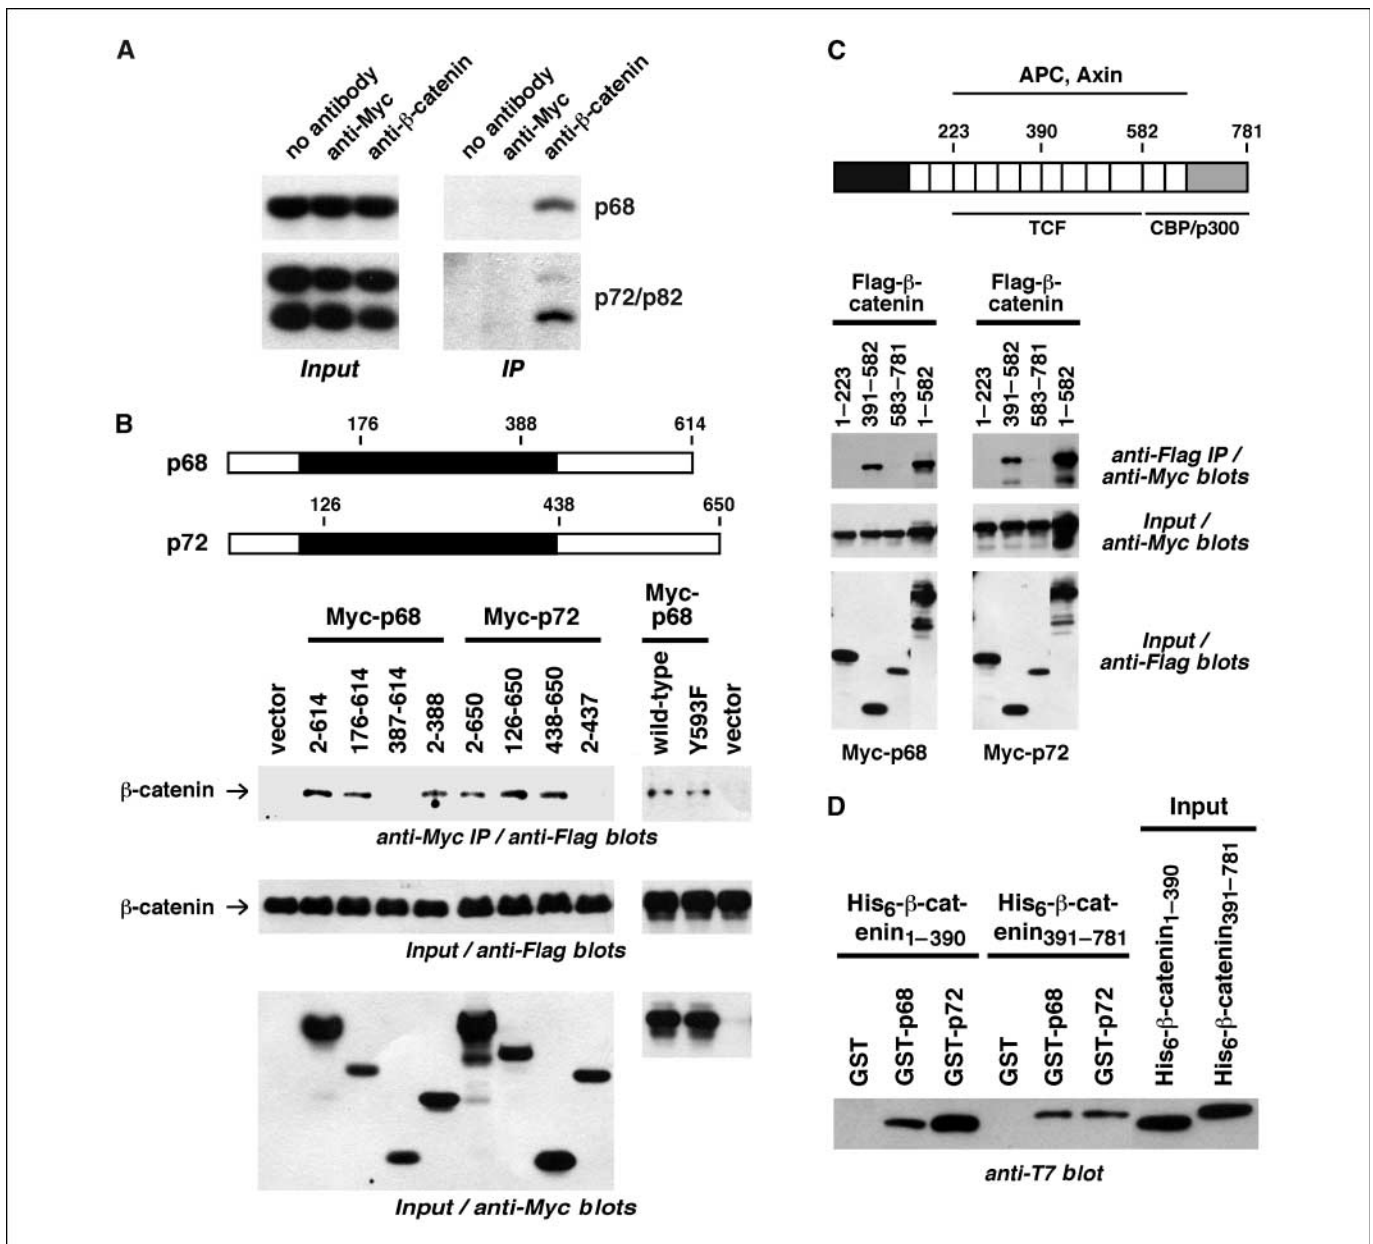 A
no antibody
anti-Myc
anti-β-catenin
no antibody
anti-Myc
anti-β-catenin
p68
p72/p82
Input
IP
B
176
388
614
p68
126
438
650
p72
Myc-p68
Myc-p72
Myc-
p68
vector
2-614
176-614
387-614
2-388
2-650
126-650
438-650
2-437
wild-type
Y593F
vector
β-catenin →
anti-Myc IP / anti-Flag blots
β-catenin →
Input / anti-Flag blots
Input / anti-Myc blots
C
APC, Axin
223
390
582
781
TCF
CBP/p300
Flag-β-
catenin
Flag-β-
catenin
1–223
391–582
583–781
1–582
1–223
391–582
583–781
1–582
anti-Flag IP /
anti-Myc blots
Input /
anti-Myc blots
Input /
anti-Flag blots
Myc-p68
Myc-p72
D
Input
His6-β-cat-
enin1–390
His6-β-cat-
enin391–781
GST
GST-p68
GST-p72
GST
GST-p68
GST-p72
His6-β-catenin1–390
His6-β-catenin391–781
anti-T7 blot